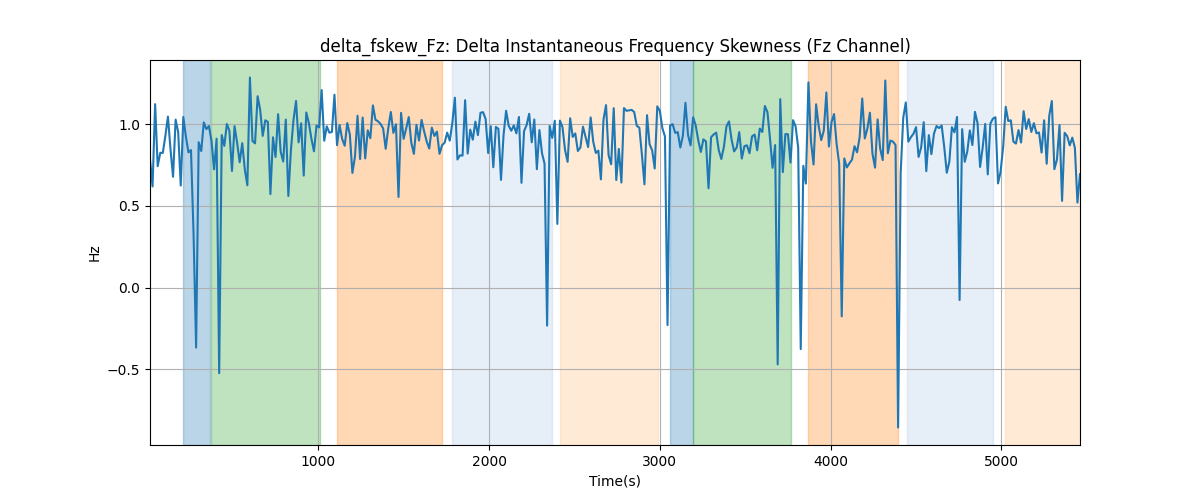 delta_fskew_Fz: Delta Instantaneous Frequency Skewness (Fz Channel)
1.0
0.5
0.0
−0.5
Hz
1000 2000 3000 4000 5000
Time(s)